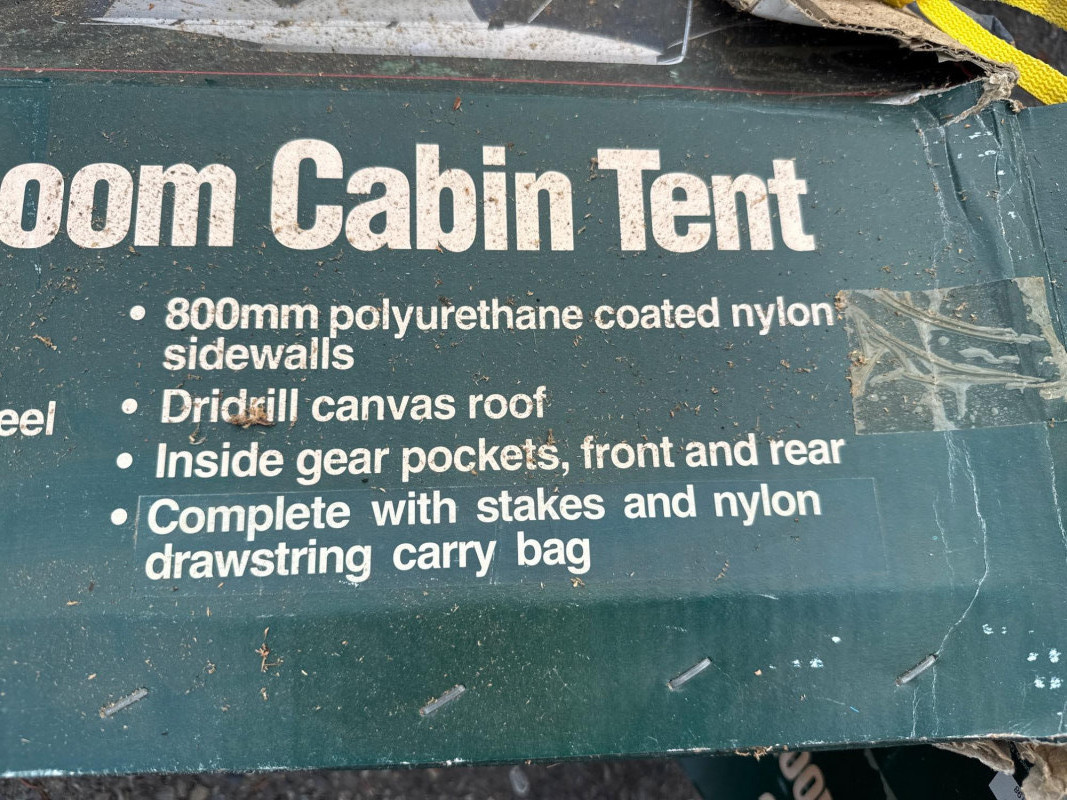 oom Cabin Tent
• 800mm polyurethane coated nylon
sidewalls
• Dridrill canvas roof
eel
• Inside gear pockets, front and rear
• Complete with stakes and nylon
drawstring carry bag
oom